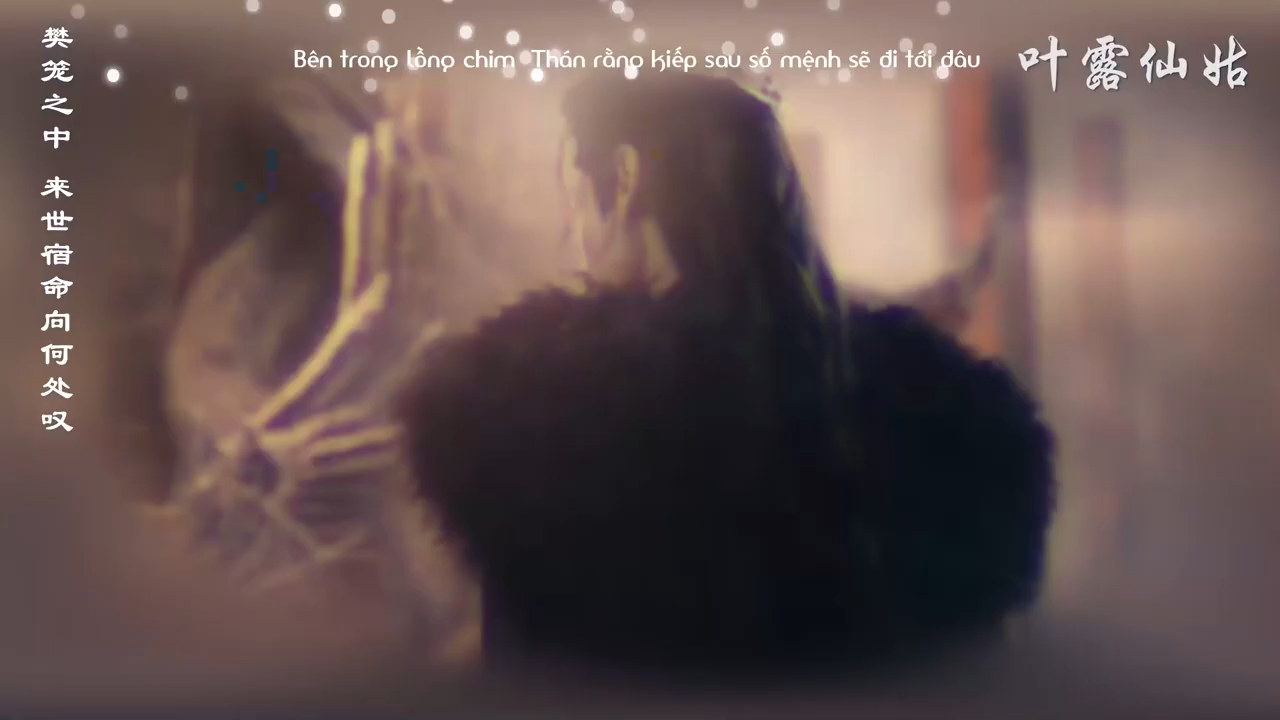 樊笼之中 来世宿命向何处叹
Bên trong lồng chim Thán rằng kiếp sau số mệnh sẽ đi tới đâu
叶露仙姑